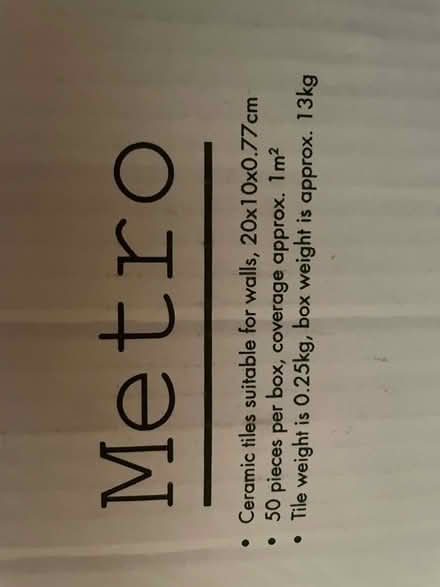 Metro
• Ceramic tiles suitable for walls, 20x10x0.77cm
• 50 pieces per box, coverage approx. 1m²
• Tile weight is 0.25kg, box weight is approx. 13kg